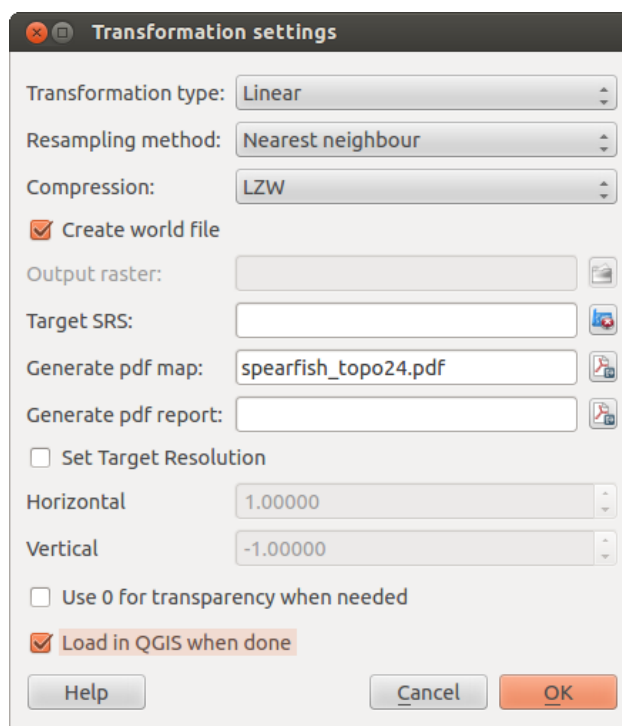 Transformation settings
Transformation type: Linear
Resampling method: Nearest neighbour
Compression: LZW
Create world file
Output raster:
Target SRS:
Generate pdf map: spearfish_topo24.pdf
Generate pdf report:
Set Target Resolution
Horizontal 1.00000
Vertical -1.00000
Use 0 for transparency when needed
Load in QGIS when done
Help Cancel OK